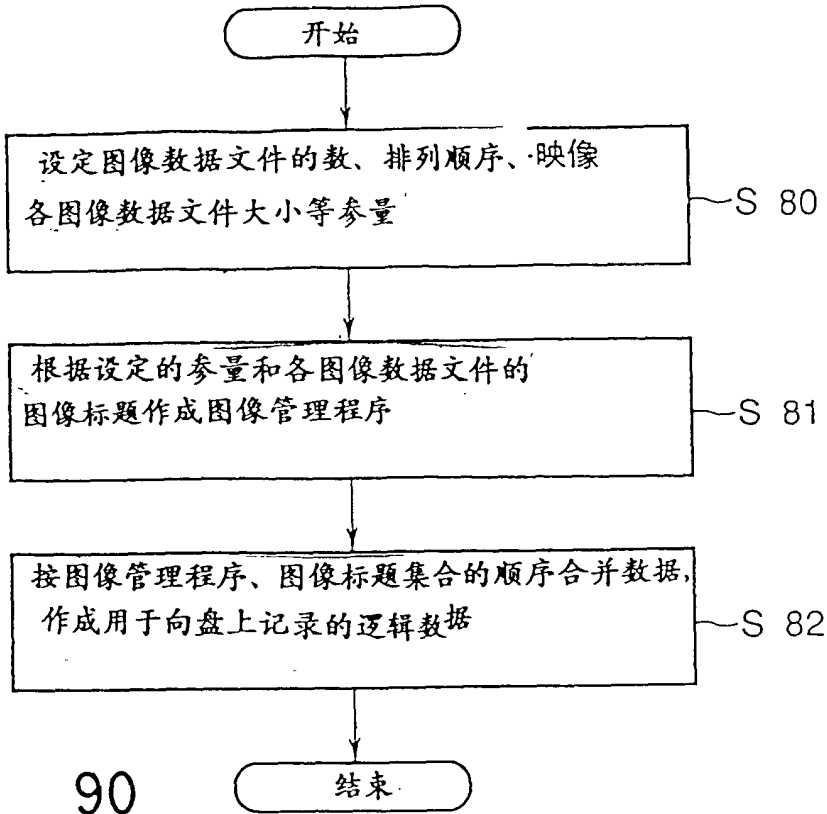 开始
设定图像数据文件的数、排列顺序、映像
各图像数据文件大小等参量
S 80
根据设定的参量和各图像数据文件的
图像标题作成图像管理程序
S 81
按图像管理程序、图像标题集合的顺序合并数据,
作成用于向盘上记录的逻辑数据
S 82
结束
90